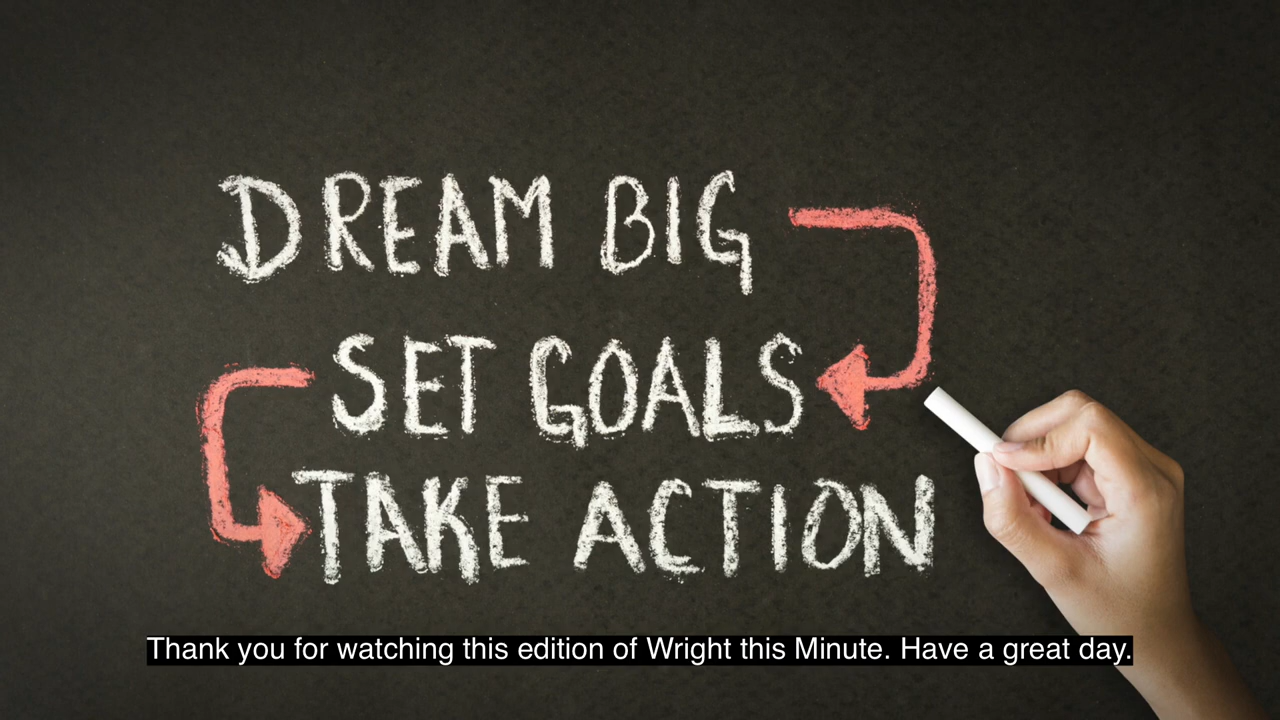 DREAM BIG
SET GOALS
TAKE ACTION
Thank you for watching this edition of Wright this Minute. Have a great day.